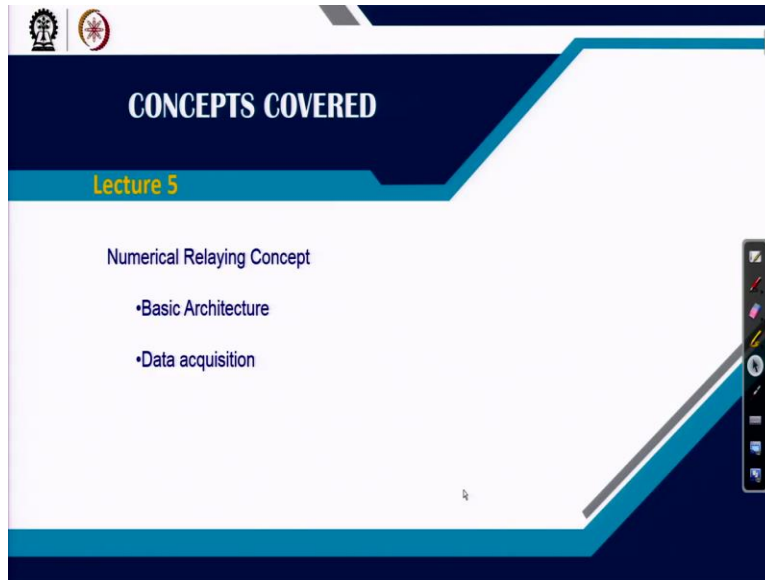 CONCEPTS COVERED
Lecture 5
Numerical Relaying Concept
•Basic Architecture
•Data acquisition